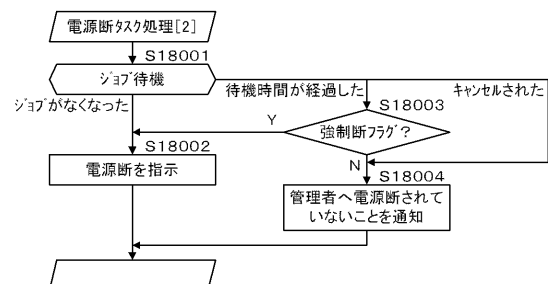 電源断ﾀｽｸ処理[2]
S18001
ｼﾞｮﾌﾞ待機
ｼﾞｮﾌﾞがなくなった
待機時間が経過した
キャンセルされた
S18003
Y
強制断ﾌﾗｸﾞ?
S18002
N
電源断を指示
S18004
管理者へ電源断されて
いないことを通知